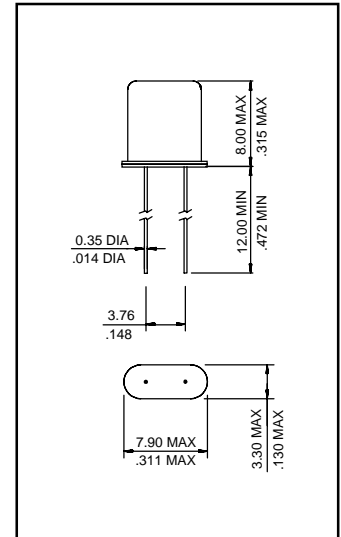 8.00 MAX
.315 MAX
12.00 MIN
.472 MIN
0.35 DIA
.014 DIA
3.76
.148
3.30 MAX
.130 MAX
7.90 MAX
.311 MAX